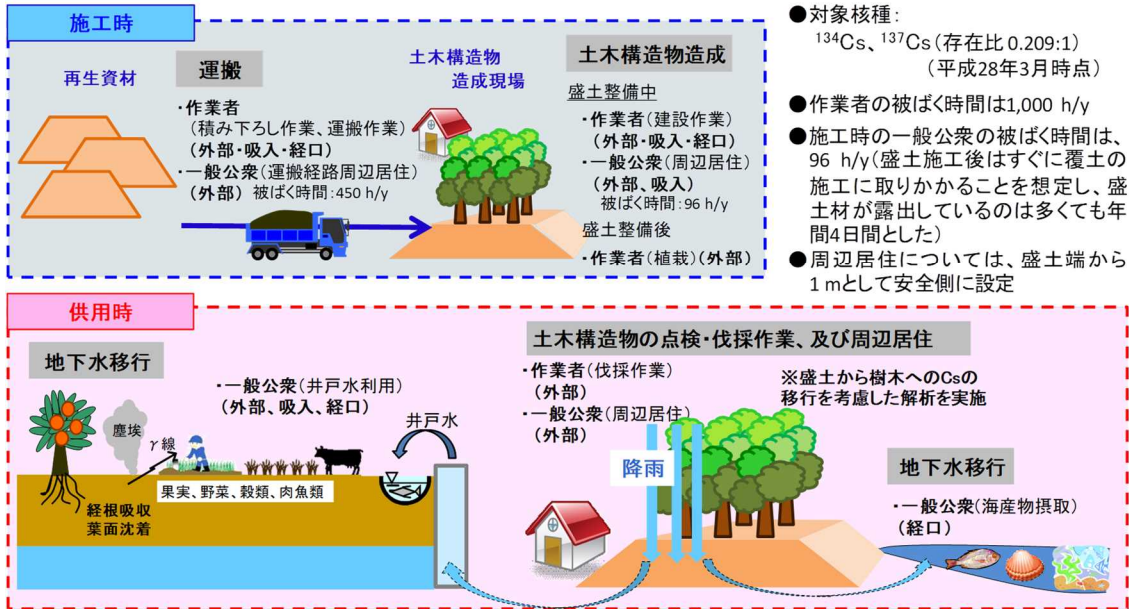 施工時
再生資材
運搬
・作業者
(積み下ろし作業、運搬作業)
(外部・吸入・経口)
・一般公衆(運搬経路周辺居住)
(外部) 被ばく時間:450 h/y
土木構造物
造成現場
土木構造物造成
盛土整備中
・作業者(建設作業)
(外部・吸入・経口)
・一般公衆(周辺居住)
(外部、吸入)
被ばく時間:96 h/y
盛土整備後
・作業者(植栽)(外部)
●対象核種:
¹³⁴Cs、¹³⁷Cs(存在比0.209:1)
(平成28年3月時点)
●作業者の被ばく時間は1,000 h/y
●施工時の一般公衆の被ばく時間は、
96 h/y(盛土施工後はすぐに覆土の
施工に取りかかることを想定し、盛
土材が露出しているのは多くても年
間4日間とした)
●周辺居住については、盛土端から
1 mとして安全側に設定
供用時
地下水移行
・一般公衆(井戸水利用)
(外部、吸入、経口)
塵埃
γ線
井戸水
果実、野菜、穀類、肉魚類
経根吸収
葉面沈着
土木構造物の点検・伐採作業、及び周辺居住
・作業者(伐採作業)
(外部)
・一般公衆(周辺居住)
(外部)
※盛土から樹木へのCsの
移行を考慮した解析を実施
降雨
地下水移行
・一般公衆(海産物摂取)
(経口)